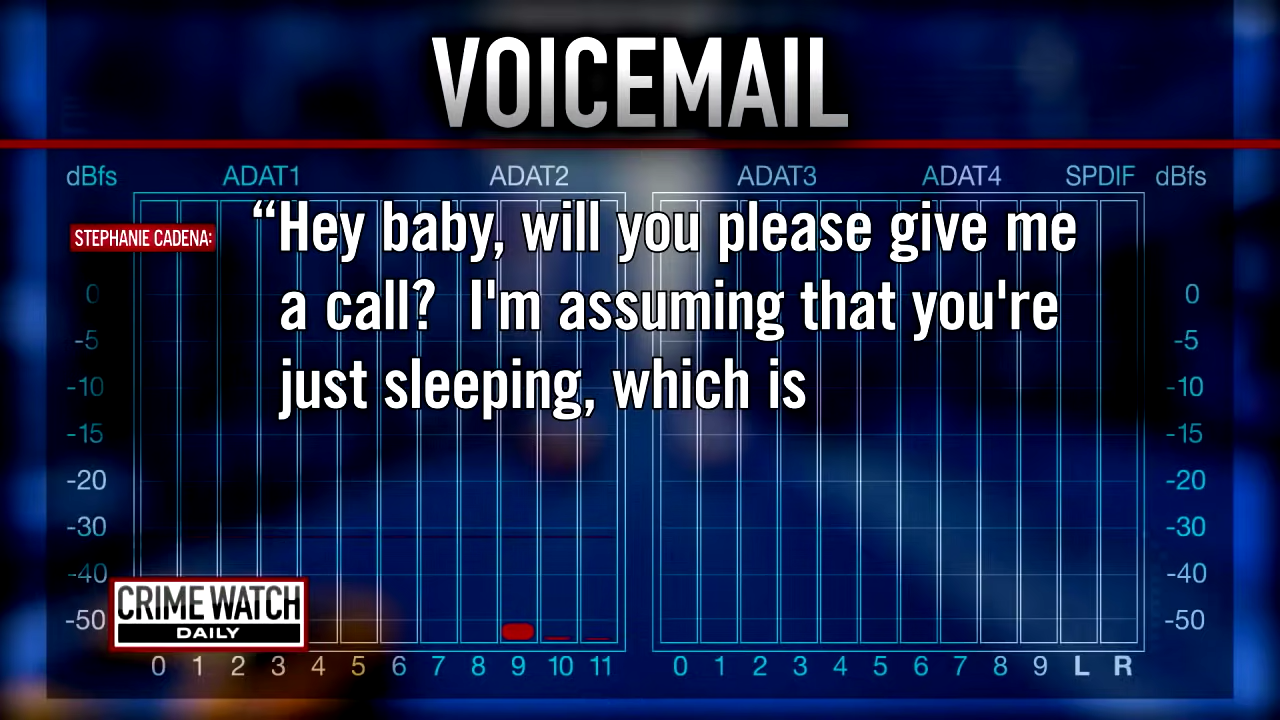 VOICEMAIL
dBfs ADAT1 ADAT2 ADAT3 ADAT4 SPDIF dBfs
STEPHANIE CADENA: “Hey baby, will you please give me
a call? I'm assuming that you're
just sleeping, which is
0 0
-5 -5
-10 -10
-15 -15
-20 -20
-30 -30
-40 -40
-50 -50
CRIME WATCH
DAILY
0 1 2 3 4 5 6 7 8 9 10 11 0 1 2 3 4 5 6 7 8 9 L R